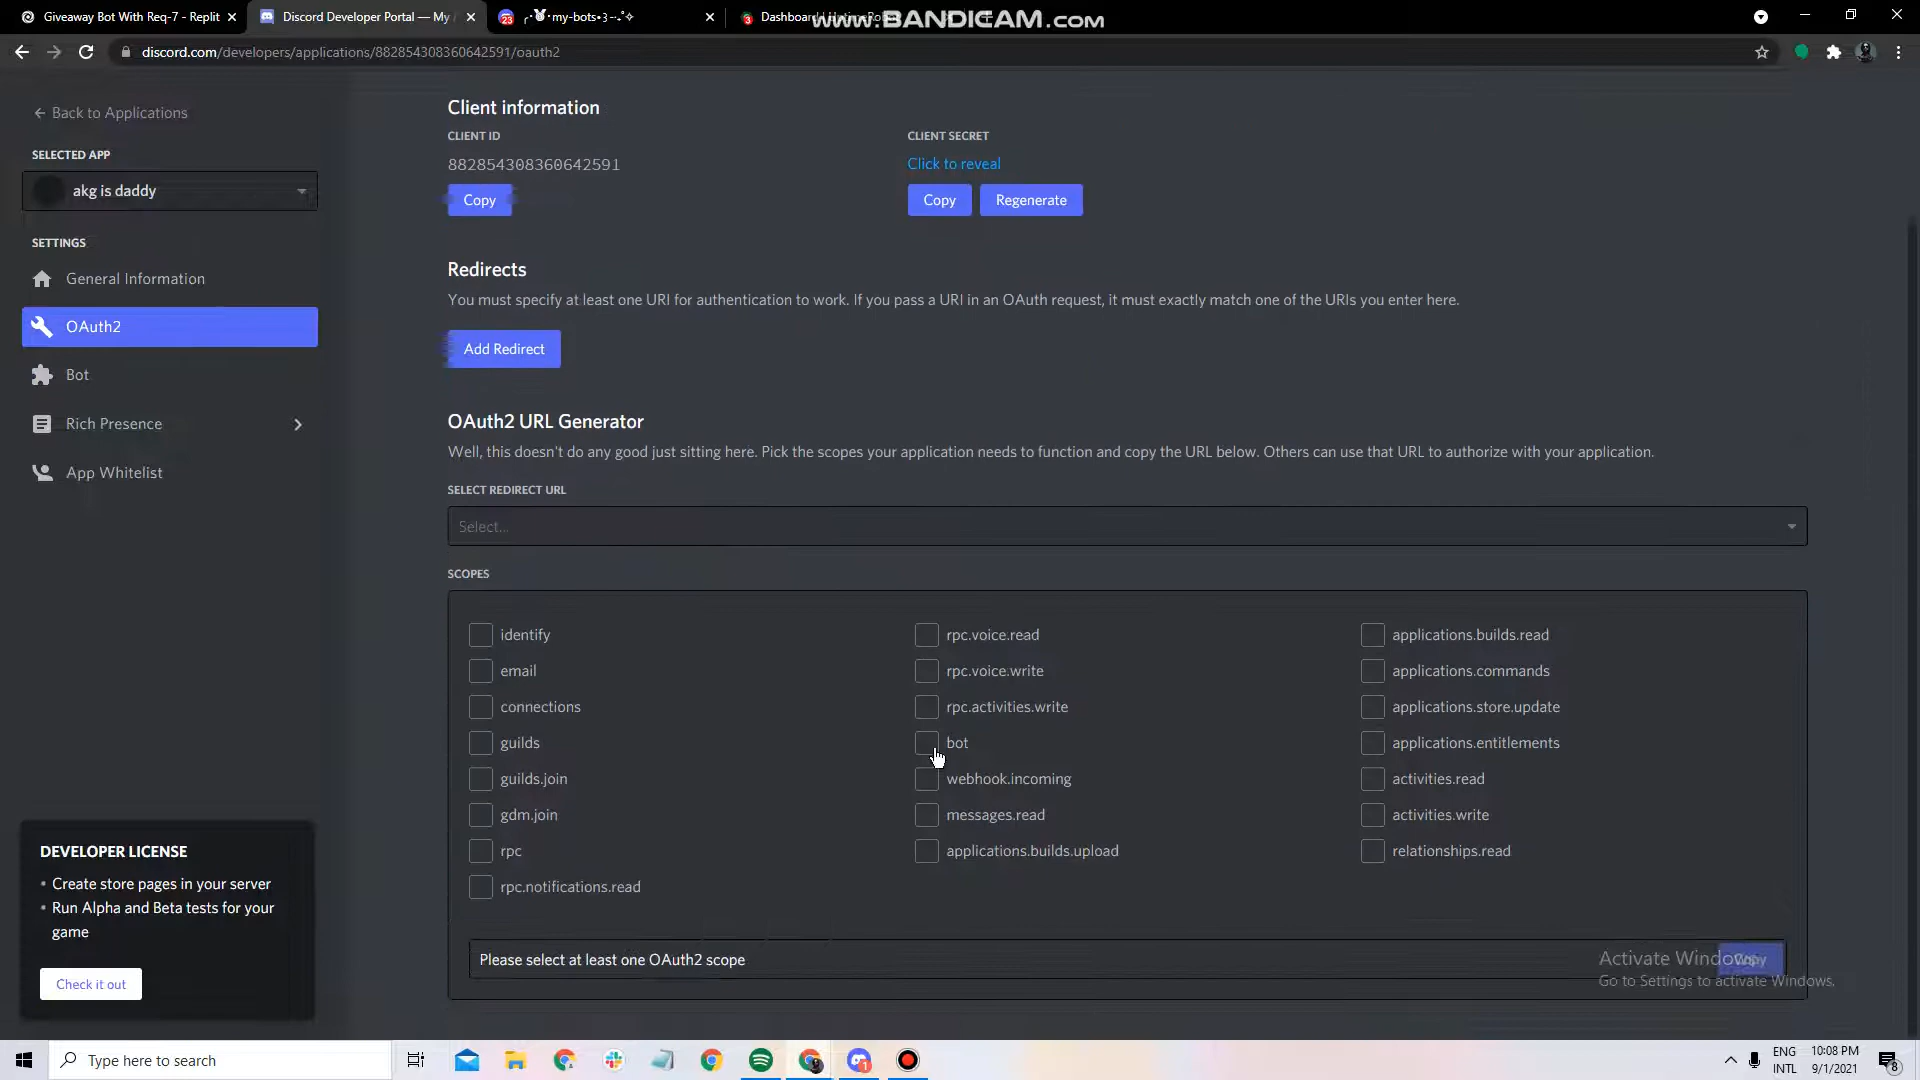 Giveaway Bot With Req-7 - Replit
Discord Developer Portal — My
my-bots
Dashboard
www.BANDICAM.com
discord.com/developers/applications/882854308360642591/oauth2
Back to Applications
SELECTED APP
akg is daddy
SETTINGS
General Information
OAuth2
Bot
Rich Presence
App Whitelist
DEVELOPER LICENSE
• Create store pages in your server
• Run Alpha and Beta tests for your
game
Check it out
Client information
CLIENT ID
882854308360642591
Copy
CLIENT SECRET
Click to reveal
Copy
Regenerate
Redirects
You must specify at least one URI for authentication to work. If you pass a URI in an OAuth request, it must exactly match one of the URIs you enter here.
Add Redirect
OAuth2 URL Generator
Well, this doesn't do any good just sitting here. Pick the scopes your application needs to function and copy the URL below. Others can use that URL to authorize with your application.
SELECT REDIRECT URL
Select...
SCOPES
identify
email
connections
guilds
guilds.join
gdm.join
rpc
rpc.notifications.read
rpc.voice.read
rpc.voice.write
rpc.activities.write
bot
webhook.incoming
messages.read
applications.builds.upload
applications.builds.read
applications.commands
applications.store.update
applications.entitlements
activities.read
activities.write
relationships.read
Please select at least one OAuth2 scope
Copy
Activate Windows
Go to Settings to activate Windows.
Type here to search
ENG
INTL
10:08 PM
9/1/2021